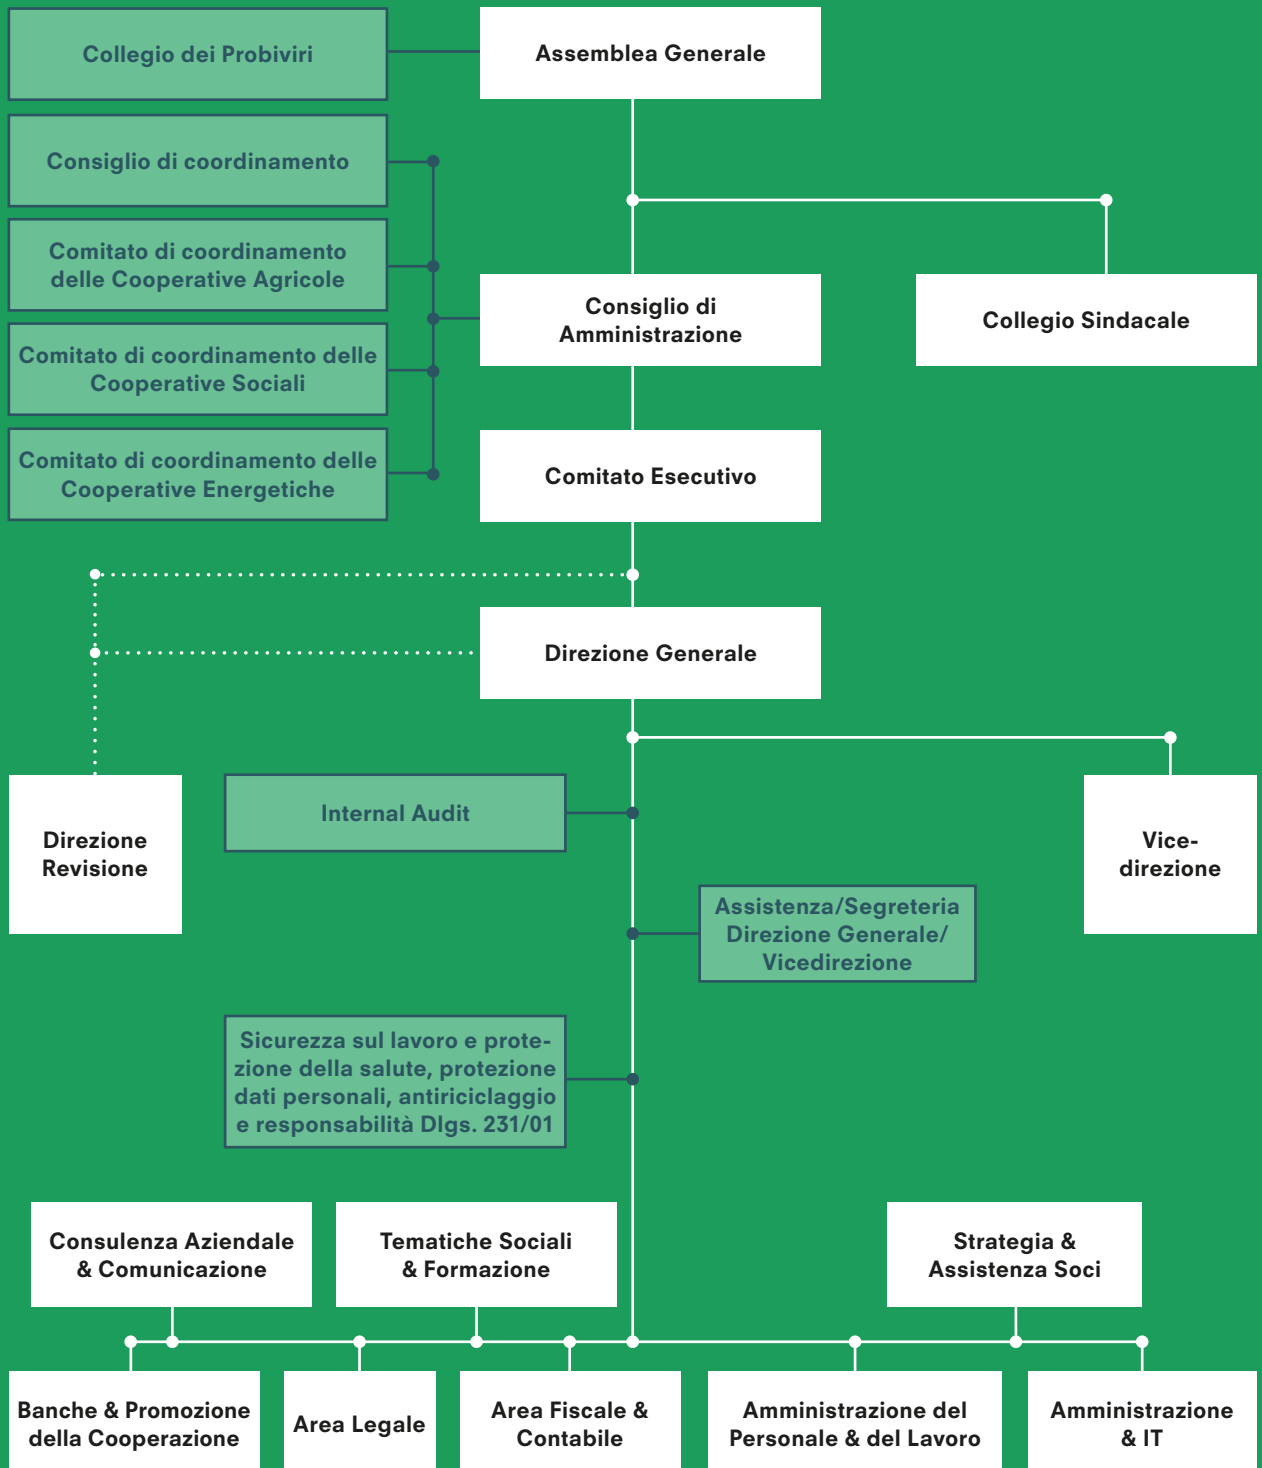 Collegio dei Probiviri
Assemblea Generale
Consiglio di coordinamento
Comitato di coordinamento
delle Cooperative Agricole
Comitato di coordinamento delle
Cooperative Sociali
Comitato di coordinamento delle
Cooperative Energetiche
Consiglio di
Amministrazione
Collegio Sindacale
Comitato Esecutivo
Direzione Generale
Direzione
Revisione
Internal Audit
Vice-
direzione
Assistenza/Segreteria
Direzione Generale/
Vicedirezione
Sicurezza sul lavoro e prote-
zione della salute, protezione
dati personali, antiriciclaggio
e responsabilità Dlgs. 231/01
Consulenza Aziendale
& Comunicazione
Tematiche Sociali
& Formazione
Strategia &
Assistenza Soci
Banche & Promozione
della Cooperazione
Area Legale
Area Fiscale &
Contabile
Amministrazione del
Personale & del Lavoro
Amministrazione
& IT